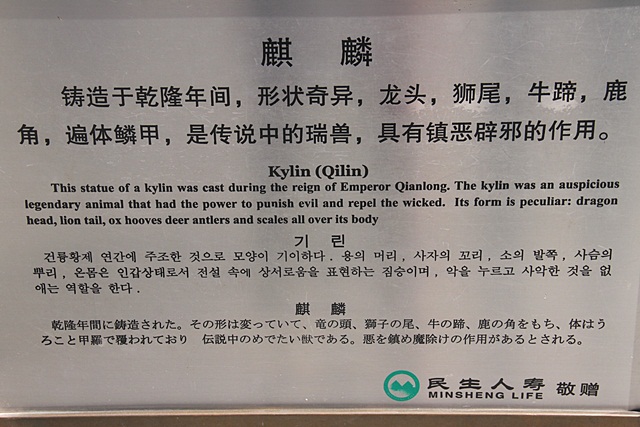 麒 麟
铸造于乾隆年间，形状奇异，龙头，狮尾，牛蹄，鹿
角，遍体鳞甲，是传说中的瑞兽，具有镇恶辟邪的作用。
Kylin (Qilin)
This statue of a kylin was cast during the reign of Emperor Qianlong. The kylin was an auspicious
legendary animal that had the power to punish evil and repel the wicked. Its form is peculiar: dragon
head, lion tail, ox hooves deer antlers and scales all over its body
기 린
건륭황제 연간에 주조한 것으로 모양이 기이하다. 용의 머리, 사자의 꼬리, 소의 발쪽, 사슴의
뿌리, 온몸은 인갑상태로서 전설 속에 상서로움을 표현하는 짐승이며, 악을 누르고 사악한 것을 없
애는 역할을 한다.
麒 麟
乾隆年間に鋳造された。その形は変っていて、竜の頭、獅子の尾、牛の蹄、鹿の角をもち、体はう
ろこと甲羅で覆われており 伝説中のめでたい獣である。悪を鎮め魔除けの作用があるとされる。
民生人寿 敬赠
MINSHENG LIFE